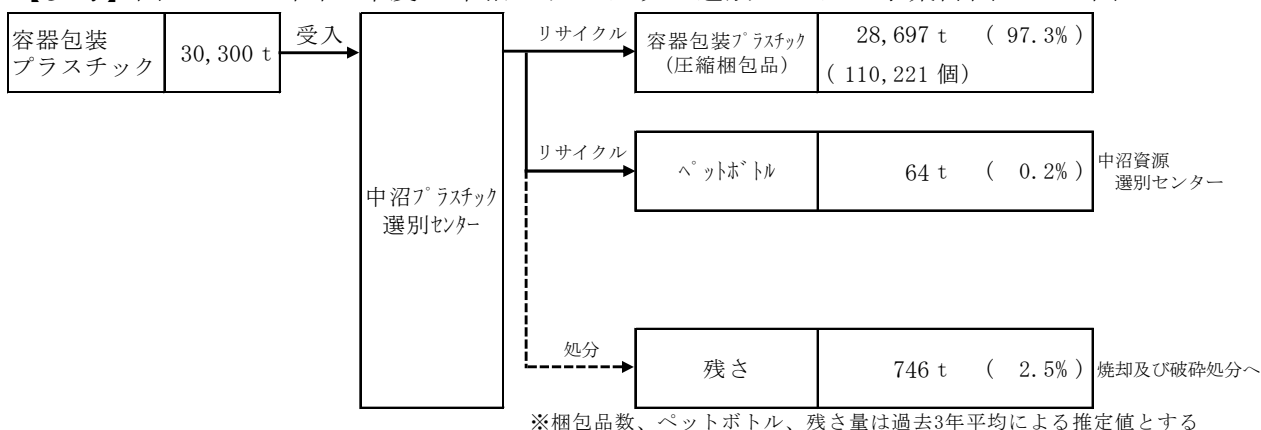 容器包装
プラスチック
30,300 t
受入
中沼プラスチック
選別センター
リサイクル
容器包装プラスチック
(圧縮梱包品)
28,697 t ( 97.3%)
( 110,221 個)
リサイクル
ペットボトル
64 t ( 0.2%)
中沼資源
選別センター
処分
残さ
746 t ( 2.5%)
焼却及び破砕処分へ
※梱包品数、ペットボトル、残さ量は過去3年平均による推定値とする